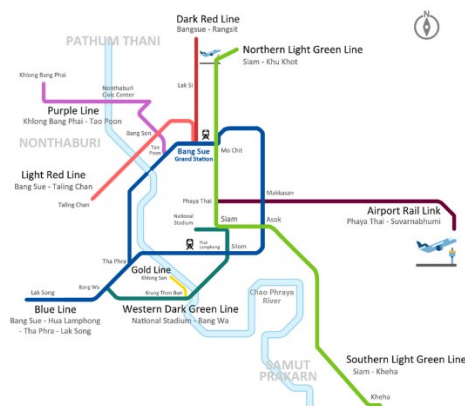 Dark Red Line
Bangsue - Rangsit
N
PATHUM THANI
Northern Light Green Line
Siam - Khu Khot
Khlong Bang Phai
Nonthaburi
Civic Center
Lak Si
Purple Line
Khlong Bang Phai - Tao Poon
Bang Son
Tao
Poon
Bang Sue
Grand Station
Mo Chit
NONTHABURI
Light Red Line
Bang Sue - Taling Chan
Taling Chan
Phaya Thai
Makkasan
Airport Rail Link
Phaya Thai - Suvarnabhumi
National
Stadium
Siam
Asok
Hua
Lamphong
Silom
Tha Phra
Gold Line
Khlong San
Bang Wa
Krung Thon Buri
Lak Song
Chao Phraya
River
Blue Line
Bang Sue - Hua Lamphong
- Tha Phra - Lak Song
Western Dark Green Line
National Stadium - Bang Wa
SAMUT
PRAKARN
Southern Light Green Line
Siam - Kheha
Kheha